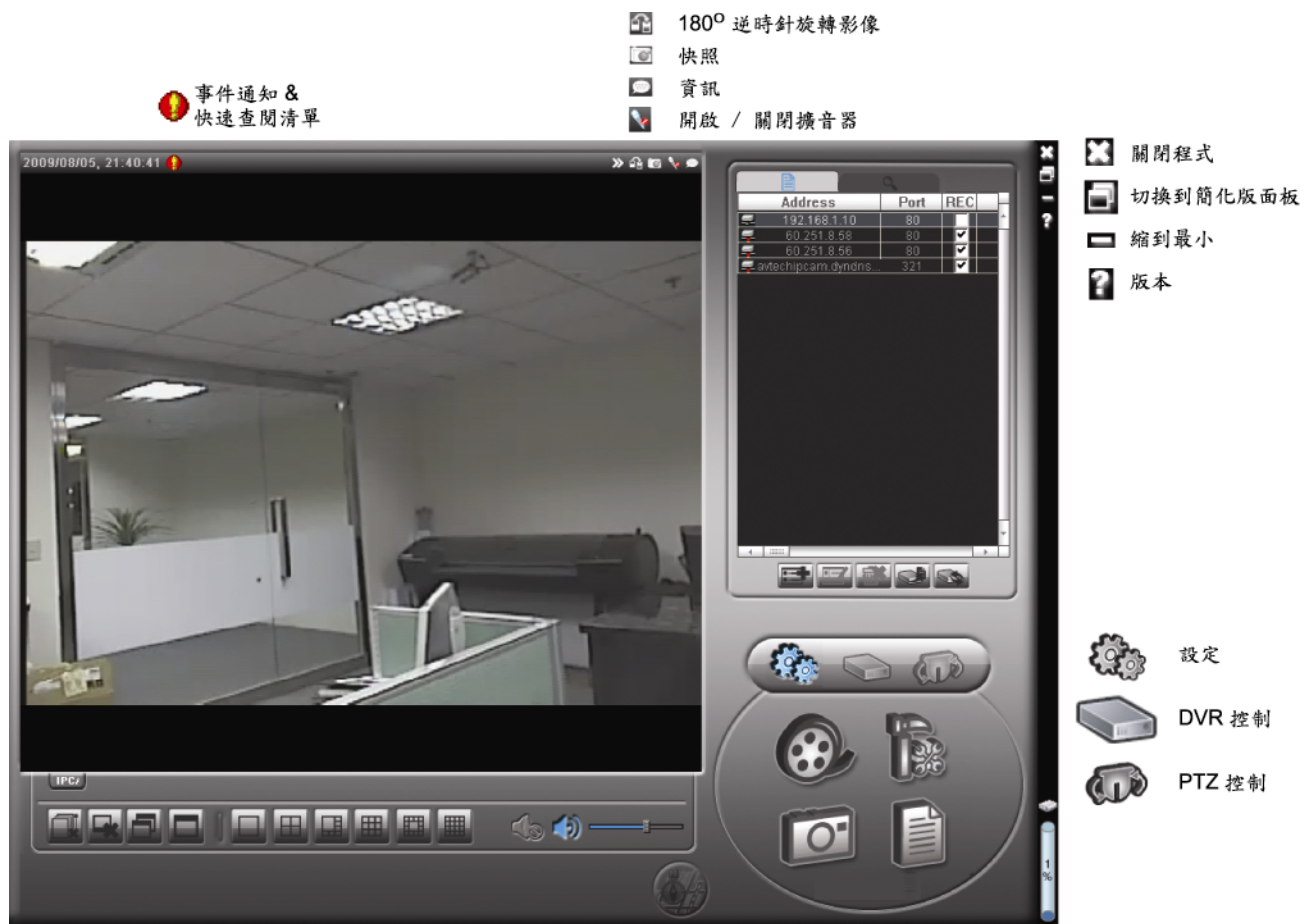 180° 逆時針旋轉影像
快照
資訊
開啟 / 關閉擴音器
事件通知 &
快速查閱清單
2009/08/05, 21:40:41
關閉程式
切換到簡化版面板
縮到最小
版本
Address Port REC
192.168.1.10 80
60.251.8.58 80
60.251.8.56 80
avtechipcam.dyndns... 321
設定
DVR 控制
PTZ 控制
IPC/
1
%